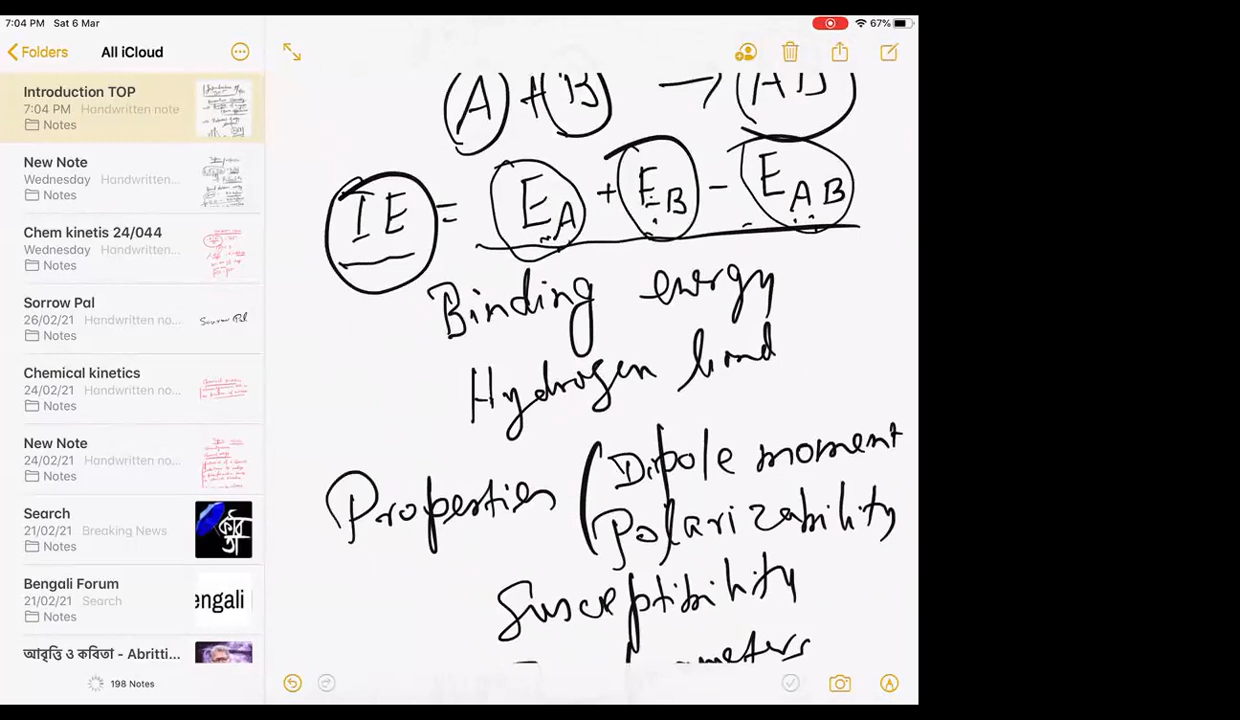 7:04 PM Sat 6 Mar
67%
Folders
All iCloud
Introduction TOP
7:04 PM Handwritten note
Notes
New Note
Wednesday Handwritten...
Notes
Chem kinetis 24/044
Wednesday Handwritten...
Notes
Sorrow Pal
26/02/21 Handwritten no...
Notes
Chemical kinetics
24/02/21 Handwritten no...
Notes
New Note
24/02/21 Handwritten no...
Notes
Search
21/02/21 Breaking News
Notes
Bengali Forum
21/02/21 Search
Notes
engali
আবৃত্তি ও কবিতা - Abritti...
198 Notes
A + B → AB
IE = E_A + E_B - E_AB
Binding energy
Hydrogen bond
Properties ( Dipole moment
Polarizability
Susceptibility